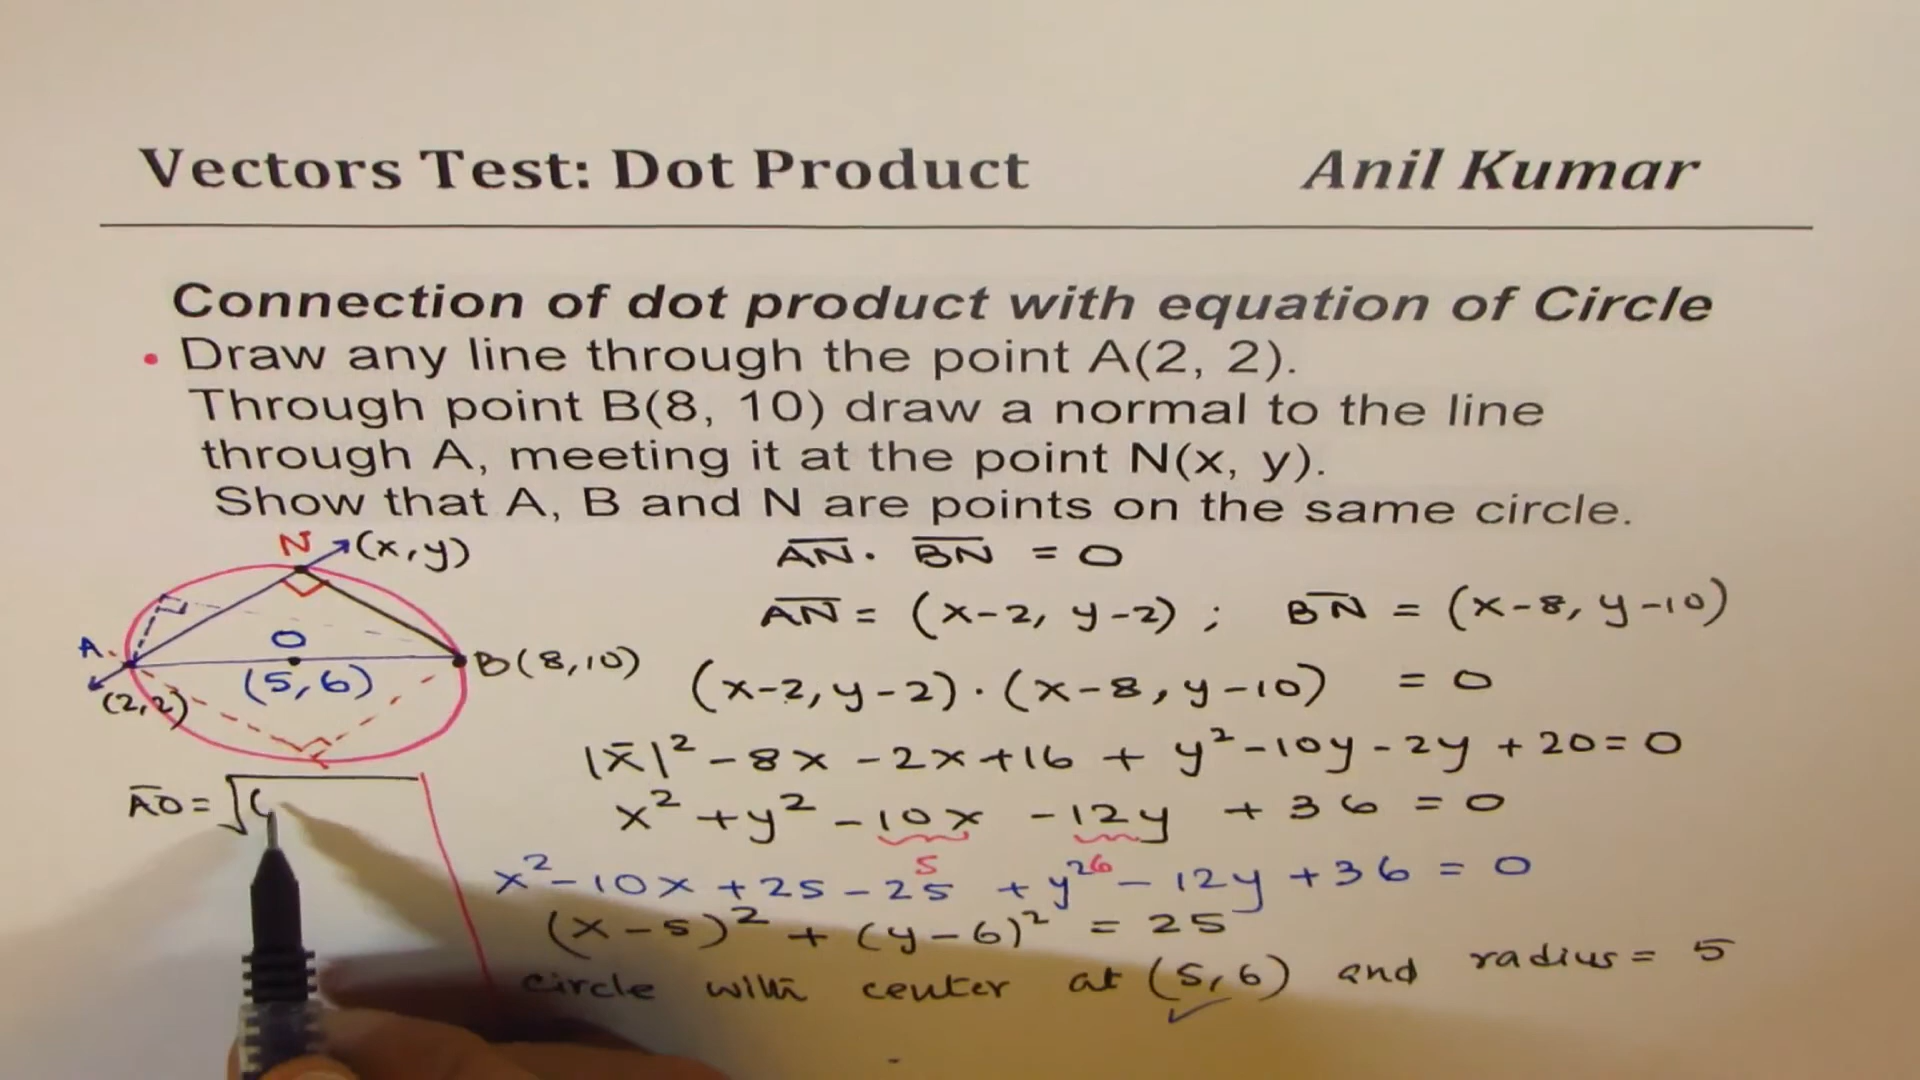 Vectors Test: Dot Product Anil Kumar
Connection of dot product with equation of Circle
• Draw any line through the point A(2, 2).
Through point B(8, 10) draw a normal to the line
through A, meeting it at the point N(x, y).
Show that A, B and N are points on the same circle.
N (x,y)
A.
O
(5,6)
B(8,10)
(2,2)
A̅O̅ = √(
A̅N̅ · B̅N̅ = 0
A̅N̅ = (x-2, y-2) ; B̅N̅ = (x-8, y-10)
(x-2, y-2) · (x-8, y-10) = 0
|x̄|² - 8x - 2x + 16 + y² - 10y - 2y + 20 = 0
x² + y² - 10x - 12y + 36 = 0
5 6
x² - 10x + 25 - 25 + y² - 12y + 36 = 0
(x-5)² + (y-6)² = 25
circle with center at (5,6) and radius = 5